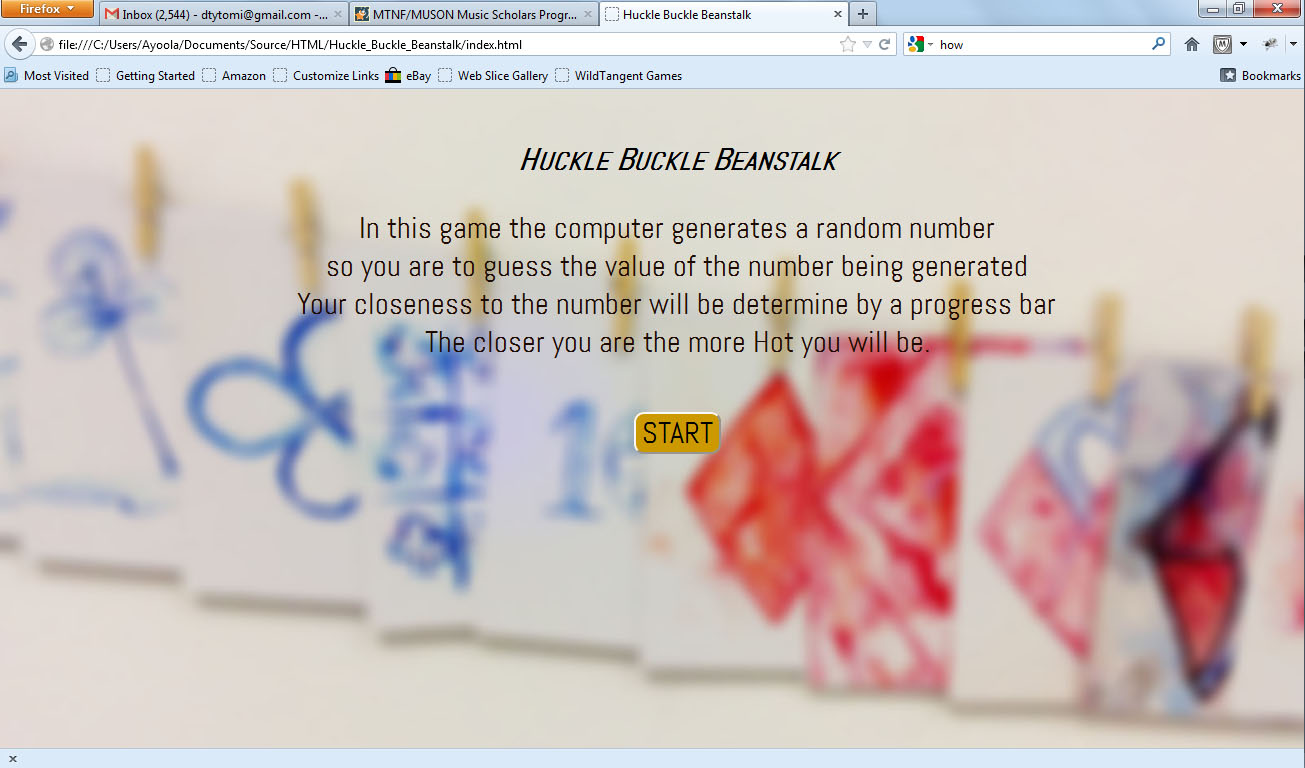 Firefox
Inbox (2,544) - dtytomi@gmail.com -...
MTNF/MUSON Music Scholars Progr...
Huckle Buckle Beanstalk
file:///C:/Users/Ayoola/Documents/Source/HTML/Huckle_Buckle_Beanstalk/index.html
how
Most Visited Getting Started Amazon Customize Links eBay Web Slice Gallery WildTangent Games Bookmarks
Huckle Buckle Beanstalk
In this game the computer generates a random number
so you are to guess the value of the number being generated
Your closeness to the number will be determine by a progress bar
The closer you are the more Hot you will be.
START